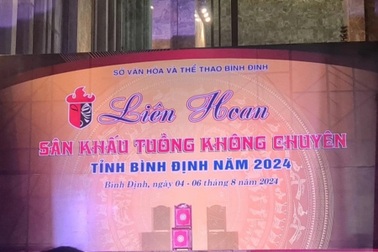 SỞ VĂN HÓA VÀ THỂ THAO BÌNH ĐỊNH
Liên Hoan
SÂN KHẤU TUỒNG KHÔNG CHUYÊN
TỈNH BÌNH ĐỊNH NĂM 2024
Bình Định, ngày 04 - 06 tháng 8 năm 2024